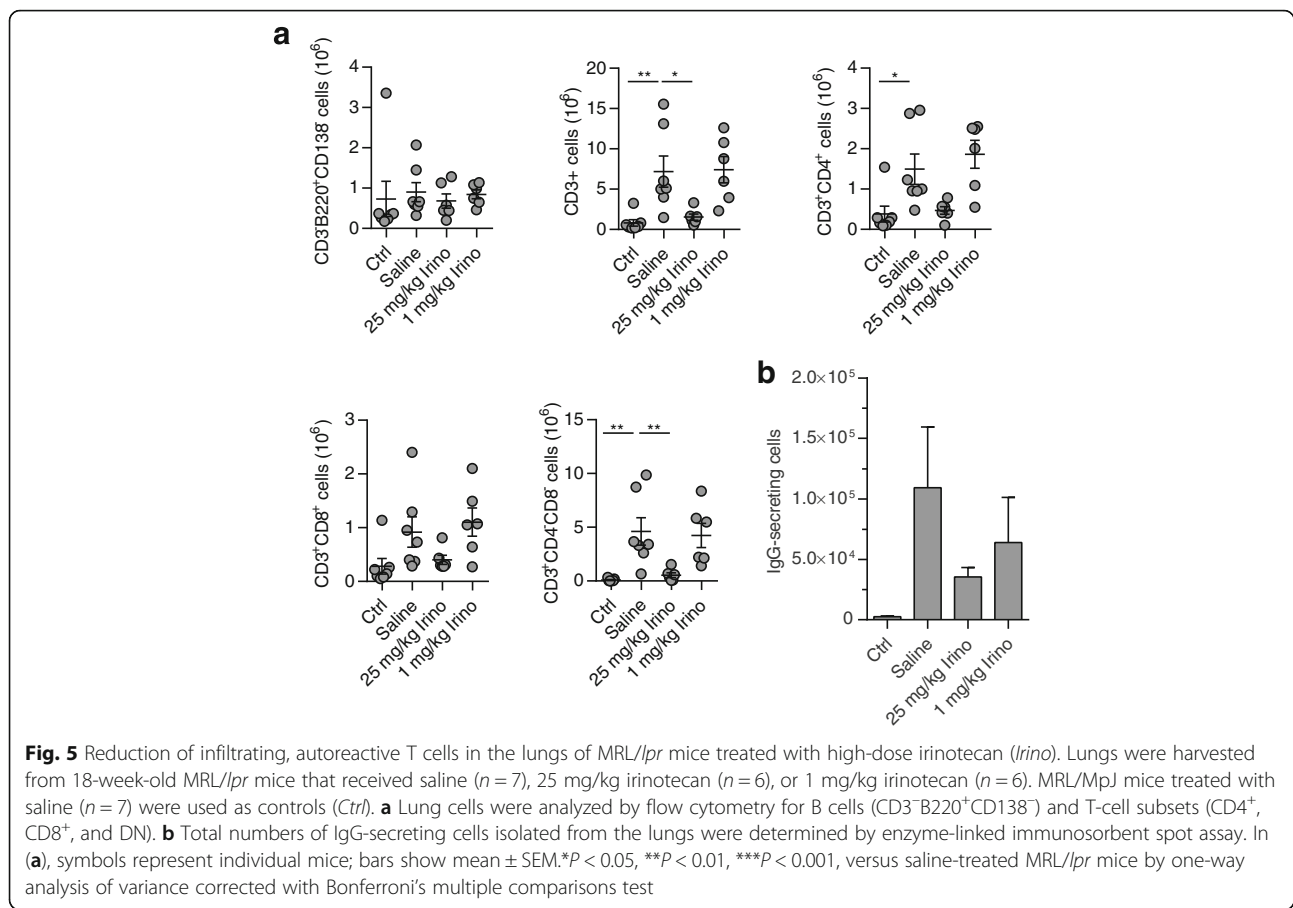 a
CD3⁻B220⁺CD138⁻ cells (10⁶)
4
3
2
1
0
Ctrl
Saline
25 mg/kg Irino
1 mg/kg Irino
CD3+ cells (10⁶)
20
15
10
5
0
** *
Ctrl
Saline
25 mg/kg Irino
1 mg/kg Irino
CD3⁺CD4⁺ cells (10⁶)
4
3
2
1
0
*
Ctrl
Saline
25 mg/kg Irino
1 mg/kg Irino
CD3⁺CD8⁺ cells (10⁶)
3
2
1
0
Ctrl
Saline
25 mg/kg Irino
1 mg/kg Irino
CD3⁺CD4⁻CD8⁻ cells (10⁶)
15
10
5
0
** **
Ctrl
Saline
25 mg/kg Irino
1 mg/kg Irino
b
IgG-secreting cells
2.0×10⁵
1.5×10⁵
1.0×10⁵
5.0×10⁴
0
Ctrl
Saline
25 mg/kg Irino
1 mg/kg Irino
Fig. 5 Reduction of infiltrating, autoreactive T cells in the lungs of MRL/lpr mice treated with high-dose irinotecan (Irino). Lungs were harvested
from 18-week-old MRL/lpr mice that received saline (n = 7), 25 mg/kg irinotecan (n = 6), or 1 mg/kg irinotecan (n = 6). MRL/MpJ mice treated with
saline (n = 7) were used as controls (Ctrl). a Lung cells were analyzed by flow cytometry for B cells (CD3⁻B220⁺CD138⁻) and T-cell subsets (CD4⁺,
CD8⁺, and DN). b Total numbers of IgG-secreting cells isolated from the lungs were determined by enzyme-linked immunosorbent spot assay. In
(a), symbols represent individual mice; bars show mean ± SEM.*P < 0.05, **P < 0.01, ***P < 0.001, versus saline-treated MRL/lpr mice by one-way
analysis of variance corrected with Bonferroni's multiple comparisons test